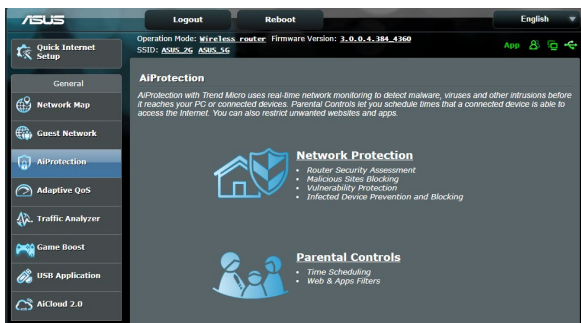 ASUS
Logout
Reboot
English
Quick Internet
Setup
Operation Mode: Wireless router Firmware Version: 3.0.0.4.384_4360
SSID: ASUS_2G ASUS_5G
App
General
Network Map
Guest Network
AiProtection
Adaptive QoS
Traffic Analyzer
Game Boost
USB Application
AiCloud 2.0
AiProtection
AiProtection with Trend Micro uses real-time network monitoring to detect malware, viruses and other intrusions before
it reaches your PC or connected devices. Parental Controls let you schedule times that a connected device is able to
access the Internet. You can also restrict unwanted websites and apps.
Network Protection
• Router Security Assessment
• Malicious Sites Blocking
• Vulnerability Protection
• Infected Device Prevention and Blocking
Parental Controls
• Time Scheduling
• Web & Apps Filters